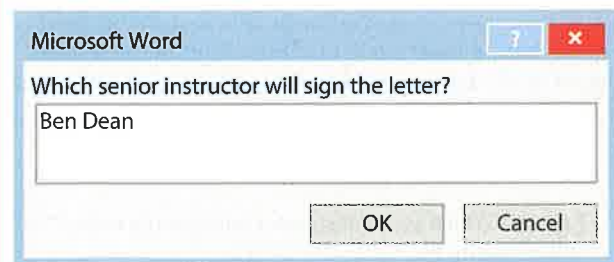 Microsoft Word
?
Which senior instructor will sign the letter?
Ben Dean
OK
Cancel